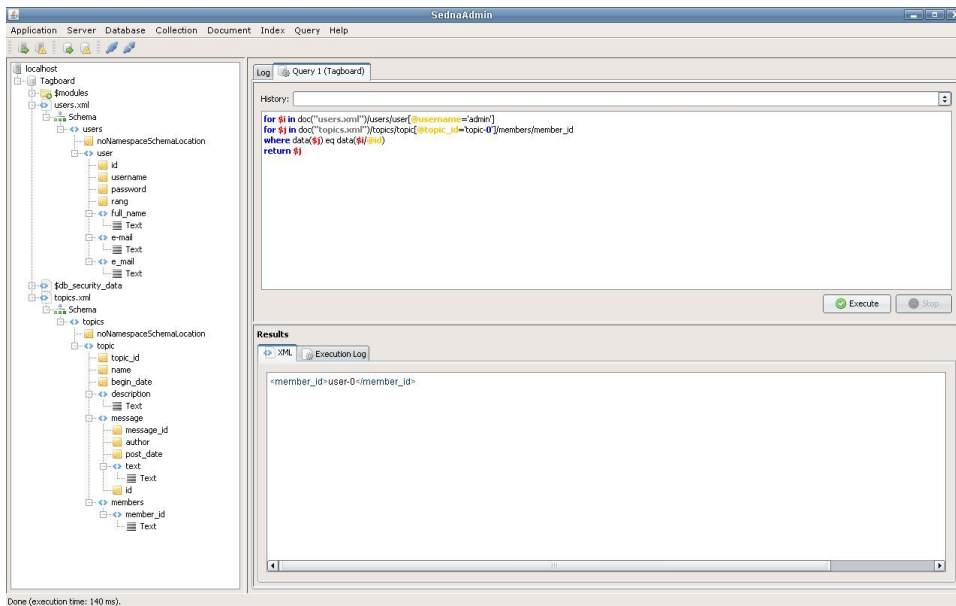 SednaAdmin
Application Server Database Collection Document Index Query Help
localhost
Tagboard
$modules
users.xml
Schema
users
noNamespaceSchemaLocation
user
id
username
password
rang
full_name
Text
e-mail
Text
e_mail
Text
$db_security_data
topics.xml
Schema
topics
noNamespaceSchemaLocation
topic
topic_id
name
begin_date
description
Text
message
message_id
author
post_date
text
Text
id
members
member_id
Text
Log Query 1 (Tagboard)
History:
for $i in doc("users.xml")/users/user[@username='admin']
for $j in doc("topics.xml")/topics/topic[@topic_id='topic-0']/members/member_id
where data($j) eq data($i/@id)
return $j
Execute Stop
Results
XML Execution Log
<member_id>user-0</member_id>
Done (execution time: 140 ms).